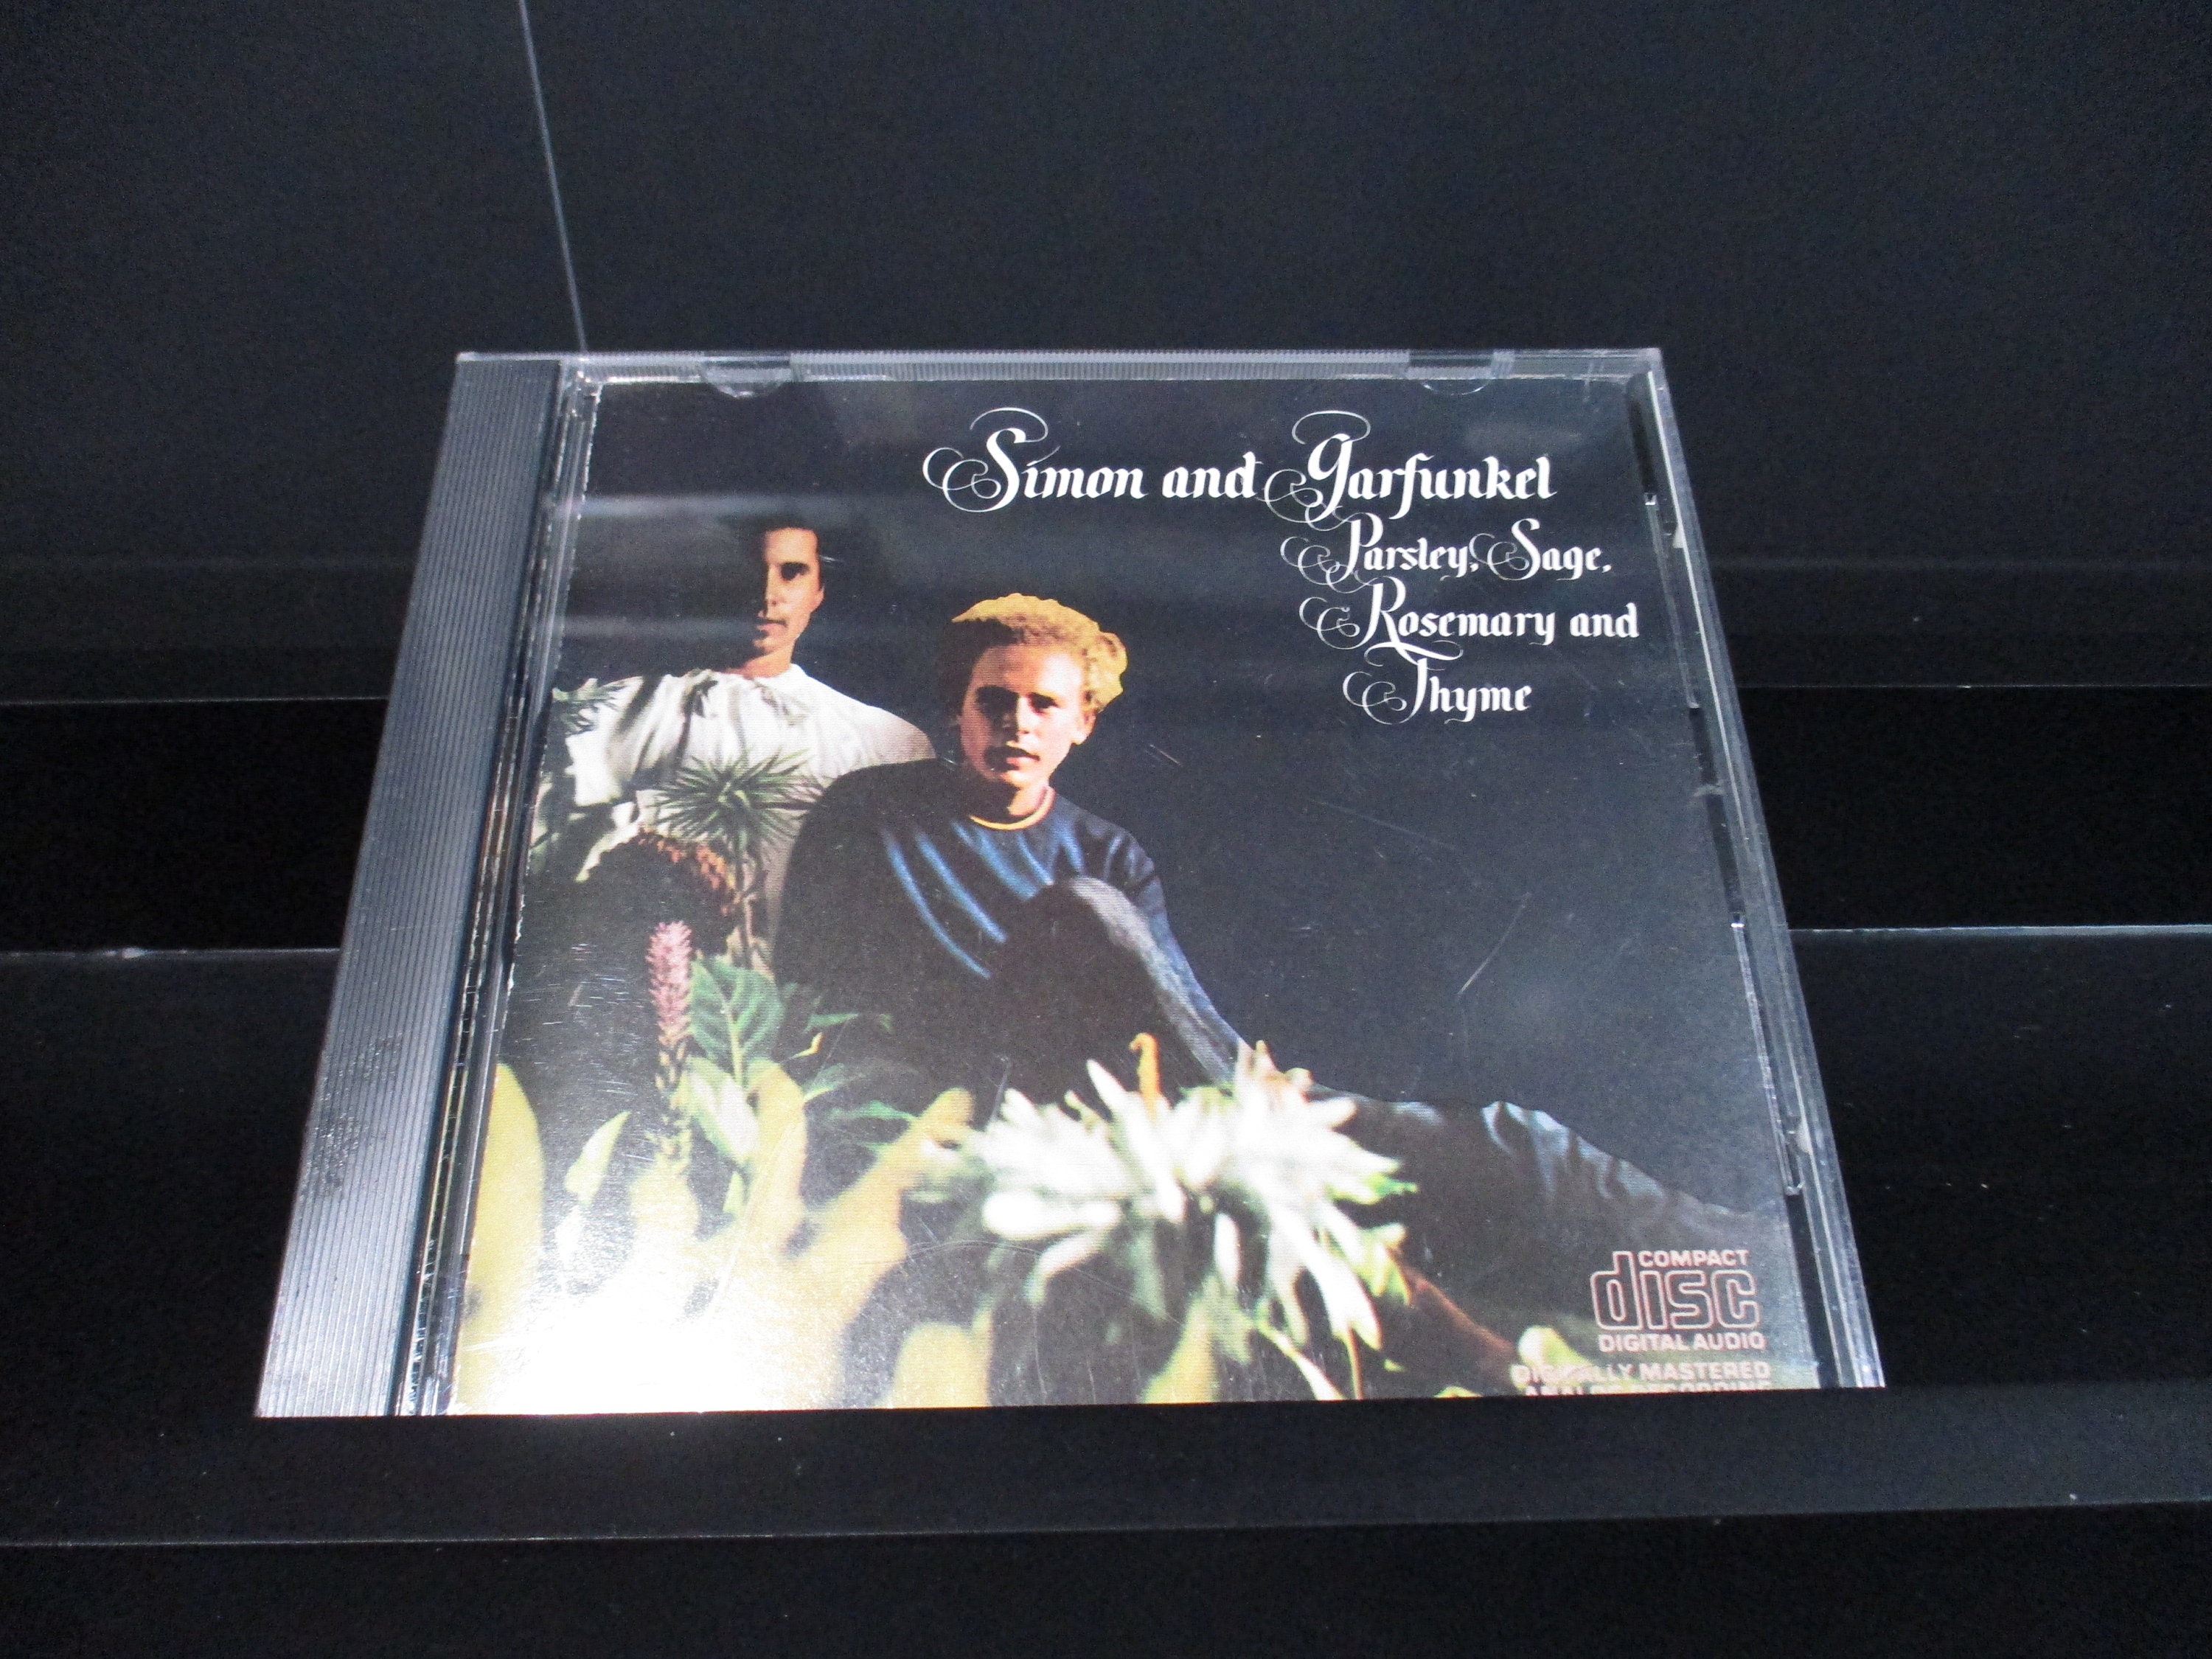 Simon and Garfunkel
Parsley, Sage,
Rosemary and
Thyme
COMPACT
disc
DIGITAL AUDIO
DIGITALLY MASTERED